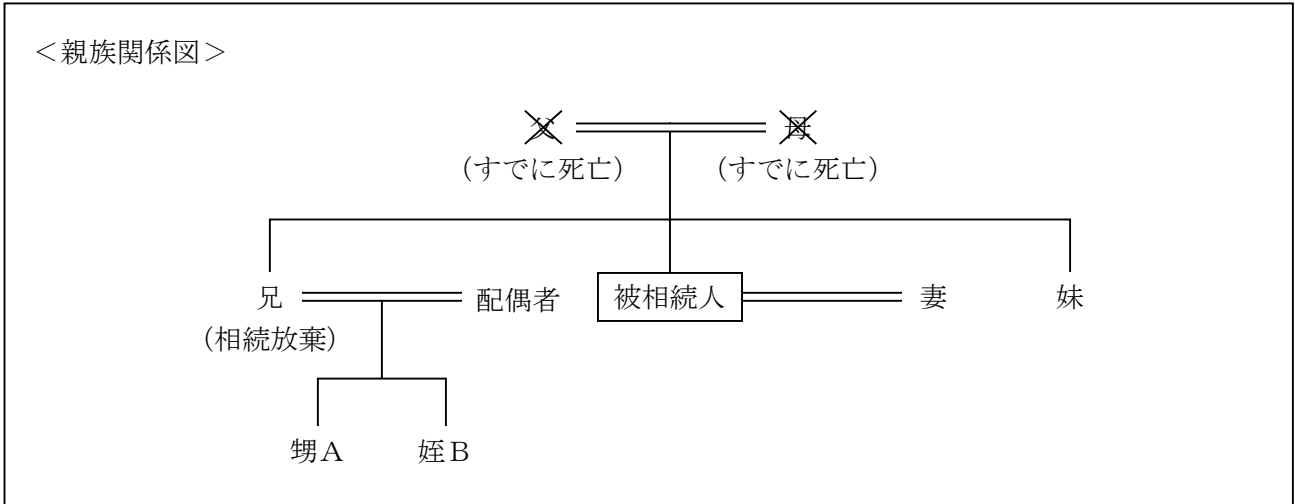 ＜親族関係図＞
父 母
(すでに死亡) (すでに死亡)
兄 配偶者 被相続人 妻 妹
(相続放棄)
甥Ａ 姪Ｂ